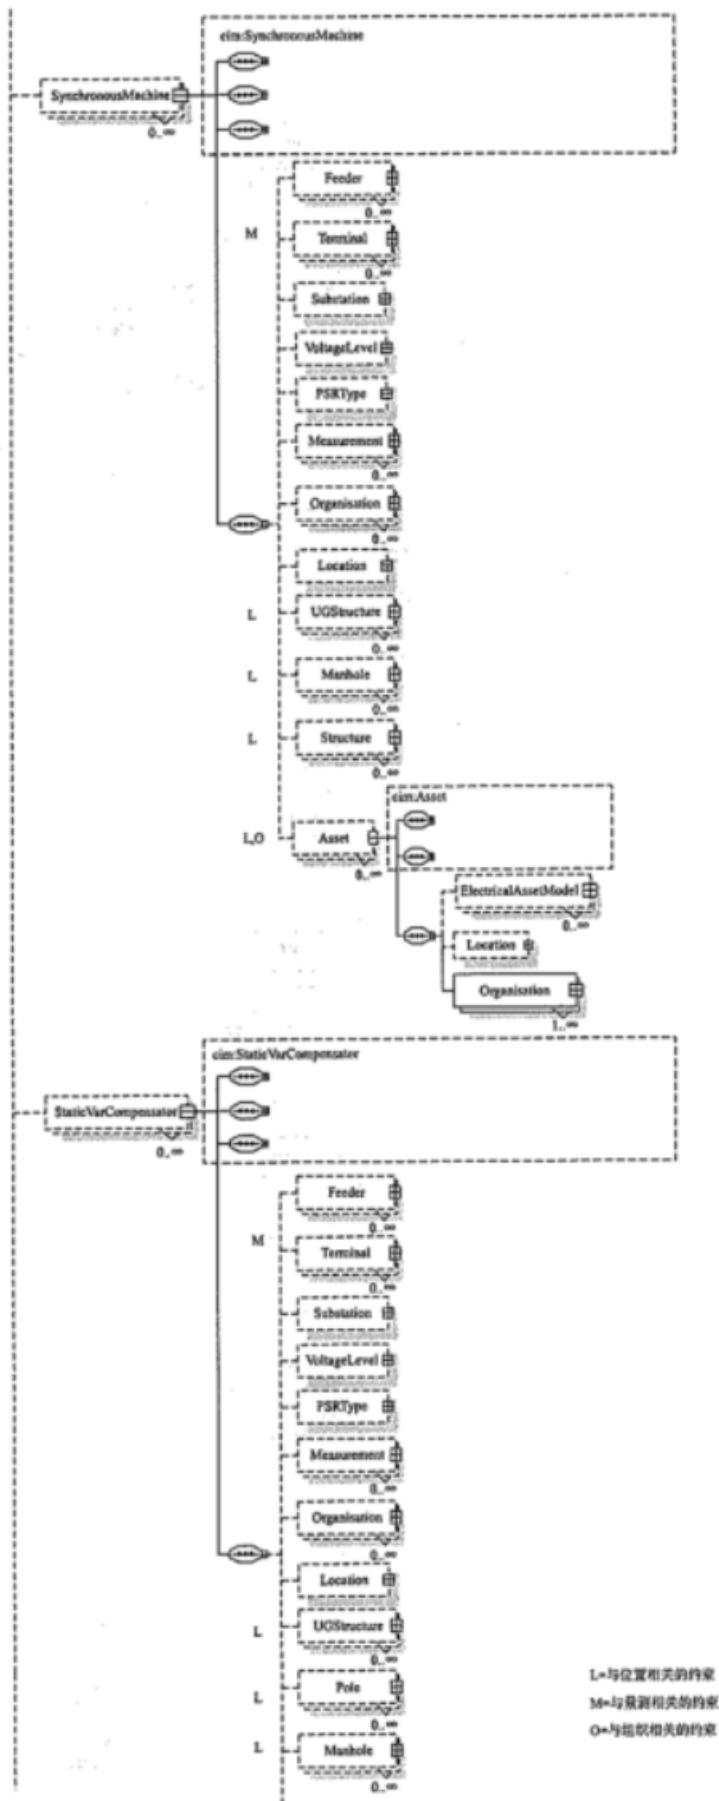 cim:SynchronousMachine
SynchronousMachine
0..∞
Feeder
0..∞
M
Terminal
0..∞
Substation
VoltageLevel
PSRType
Measurement
0..∞
Organisation
0..∞
Location
L
UGStructure
0..∞
L
Manhole
0..∞
L
Structure
0..∞
cim:Asset
L,O
Asset
0..∞
ElectricalAssetModel
0..∞
Location
Organisation
1..∞
cim:StaticVarCompensator
StaticVarCompensator
0..∞
Feeder
0..∞
M
Terminal
0..∞
Substation
VoltageLevel
PSRType
Measurement
0..∞
Organisation
0..∞
Location
L
UGStructure
0..∞
L
Pole
0..∞
L
Manhole
0..∞
L=与位置相关的约束
M=与量测相关的约束
O=与组织相关的约束